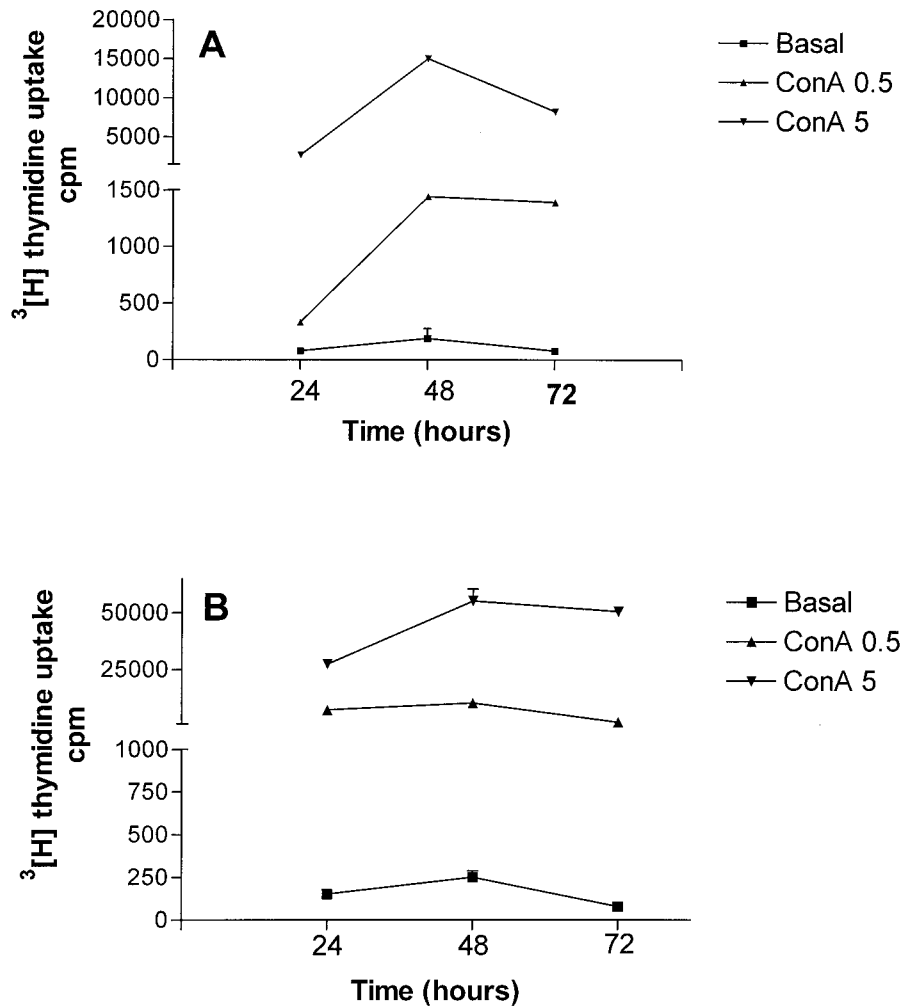 A
20000
15000
10000
5000
1500
1000
500
0
³[H] thymidine uptake
cpm
24 48 72
Time (hours)
Basal
ConA 0.5
ConA 5
B
50000
25000
1000
750
500
250
0
³[H] thymidine uptake
cpm
24 48 72
Time (hours)
Basal
ConA 0.5
ConA 5